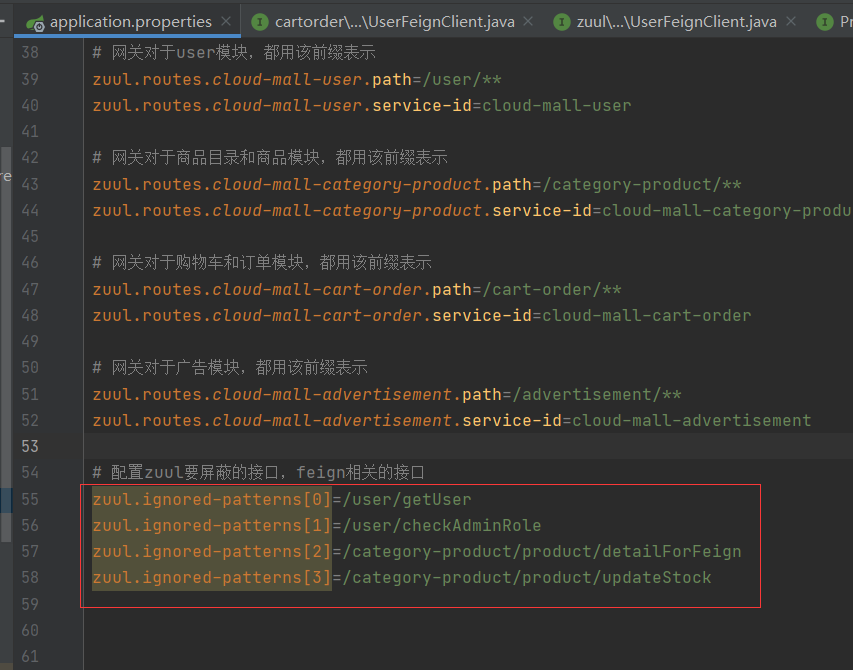 application.properties × cartorder\...\UserFeignClient.java × zuul\...\UserFeignClient.java × Pr
re
38 # 网关对于user模块，都用该前缀表示
39 zuul.routes.cloud-mall-user.path=/user/**
40 zuul.routes.cloud-mall-user.service-id=cloud-mall-user
41
42 # 网关对于商品目录和商品模块，都用该前缀表示
43 zuul.routes.cloud-mall-category-product.path=/category-product/**
44 zuul.routes.cloud-mall-category-product.service-id=cloud-mall-category-produ
45
46 # 网关对于购物车和订单模块，都用该前缀表示
47 zuul.routes.cloud-mall-cart-order.path=/cart-order/**
48 zuul.routes.cloud-mall-cart-order.service-id=cloud-mall-cart-order
49
50 # 网关对于广告模块，都用该前缀表示
51 zuul.routes.cloud-mall-advertisement.path=/advertisement/**
52 zuul.routes.cloud-mall-advertisement.service-id=cloud-mall-advertisement
53
54 # 配置zuul要屏蔽的接口，feign相关的接口
55 zuul.ignored-patterns[0]=/user/getUser
56 zuul.ignored-patterns[1]=/user/checkAdminRole
57 zuul.ignored-patterns[2]=/category-product/product/detailForFeign
58 zuul.ignored-patterns[3]=/category-product/product/updateStock
59
60
61